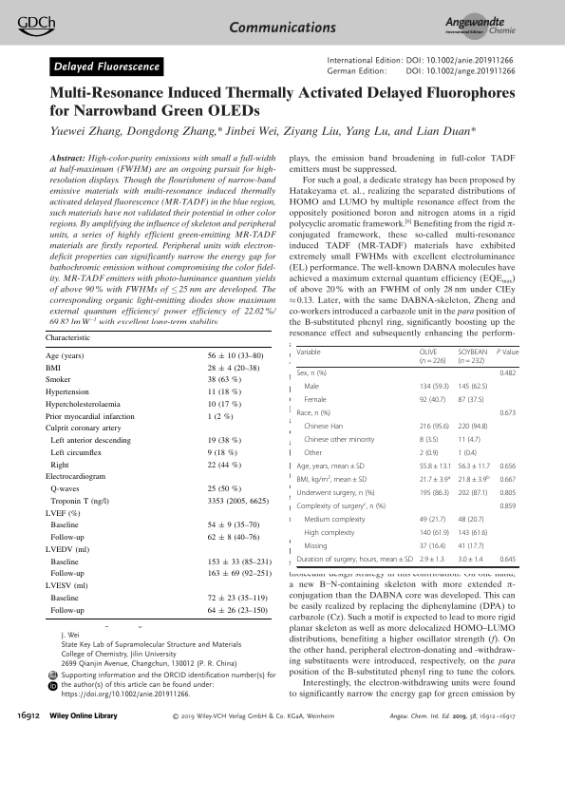 GDCh
Communications
Angewandte
International Edition
Chemie
Delayed Fluorescence
International Edition: DOI: 10.1002/anie.201911266
German Edition: DOI: 10.1002/ange.201911266
Multi-Resonance Induced Thermally Activated Delayed Fluorophores
for Narrowband Green OLEDs
Yuewei Zhang, Dongdong Zhang,* Jinbei Wei, Ziyang Liu, Yang Lu, and Lian Duan*
Abstract: High-color-purity emissions with small a full-width
at half-maximum (FWHM) are an ongoing pursuit for high-
resolution displays. Though the flourishment of narrow-band
emissive materials with multi-resonance induced thermally
activated delayed fluorescence (MR-TADF) in the blue region,
such materials have not validated their potential in other color
regions. By amplifying the influence of skeleton and peripheral
units, a series of highly efficient green-emitting MR-TADF
materials are firstly reported. Peripheral units with electron-
deficit properties can significantly narrow the energy gap for
bathochromic emission without compromising the color fidel-
ity. MR-TADF emitters with photo-luminance quantum yields
of above 90 % with FWHMs of ≤ 25 nm are developed. The
corresponding organic light-emitting diodes show maximum
external quantum efficiency/ power efficiency of 22.02 %/
69.82 lm W⁻¹ with excellent long-term stability
Characteristic
Age (years) 56 ± 10 (33–80)
BMI 28 ± 4 (20–38)
Smoker 38 (63 %)
Hypertension 11 (18 %)
Hypercholesterolaemia 10 (17 %)
Prior myocardial infarction 1 (2 %)
Culprit coronary artery
Left anterior descending 19 (38 %)
Left circumflex 9 (18 %)
Right 22 (44 %)
Electrocardiogram
Q-waves 25 (50 %)
Troponin T (ng/l) 3353 (2005, 6625)
LVEF (%)
Baseline 54 ± 9 (35–70)
Follow-up 62 ± 8 (40–76)
LVEDV (ml)
Baseline 153 ± 33 (85–231)
Follow-up 163 ± 69 (92–251)
LVESV (ml)
Baseline 72 ± 23 (35–119)
Follow-up 64 ± 26 (23–150)
J. Wei
State Key Lab of Supramolecular Structure and Materials
College of Chemistry, Jilin University
2699 Qianjin Avenue, Changchun, 130012 (P. R. China)
Supporting information and the ORCID identification number(s) for
the author(s) of this article can be found under:
https://doi.org/10.1002/anie.201911266.
plays, the emission band broadening in full-color TADF
emitters must be suppressed.
For such a goal, a dedicate strategy has been proposed by
Hatakeyama et. al., realizing the separated distributions of
HOMO and LUMO by multiple resonance effect from the
oppositely positioned boron and nitrogen atoms in a rigid
polycyclic aromatic framework.[6] Benefiting from the rigid π-
conjugated framework, these so-called multi-resonance
induced TADF (MR-TADF) materials have exhibited
extremely small FWHMs with excellent electroluminance
(EL) performance. The well-known DABNA molecules have
achieved a maximum external quantum efficiency (EQEmax)
of above 20 % with an FWHM of only 28 nm under CIEy
≈ 0.13. Later, with the same DABNA-skeleton, Zheng and
co-workers introduced a carbazole unit in the para position of
the B-substituted phenyl ring, significantly boosting up the
resonance effect and subsequently enhancing the perform-
Variable OLIVE SOYBEAN P Value
(n = 226) (n = 232)
Sex, n (%) 0.482
Male 134 (59.3) 145 (62.5)
Female 92 (40.7) 87 (37.5)
Race, n (%) 0.673
Chinese Han 216 (95.6) 220 (94.8)
Chinese other minority 8 (3.5) 11 (4.7)
Other 2 (0.9) 1 (0.4)
Age, years, mean ± SD 55.8 ± 13.1 56.3 ± 11.7 0.656
BMI, kg/m², mean ± SD 21.7 ± 3.9ᵃ 21.8 ± 3.9ᵇ 0.667
Underwent surgery, n (%) 195 (86.3) 202 (87.1) 0.805
Complexity of surgeryᶜ, n (%) 0.859
Medium complexity 49 (21.7) 48 (20.7)
High complexity 140 (61.9) 143 (61.6)
Missing 37 (16.4) 41 (17.7)
Duration of surgery, hours, mean ± SD 2.9 ± 1.3 3.0 ± 1.4 0.645
molecular design strategy in this contribution. On one hand,
a new B–N-containing skeleton with more extended π-
conjugation than the DABNA core was developed. This can
be easily realized by replacing the diphenylamine (DPA) to
carbazole (Cz). Such a motif is expected to lead to more rigid
planar skeleton as well as more delocalized HOMO–LUMO
distributions, benefiting a higher oscillator strength (f). On
the other hand, peripheral electron-donating and -withdraw-
ing substituents were introduced, respectively, on the para
position of the B-substituted phenyl ring to tune the colors.
Interestingly, the electron-withdrawing units were found
to significantly narrow the energy gap for green emission by
16912 Wiley Online Library
© 2019 Wiley-VCH Verlag GmbH & Co. KGaA, Weinheim
Angew. Chem. Int. Ed. 2019, 58, 16912–16917